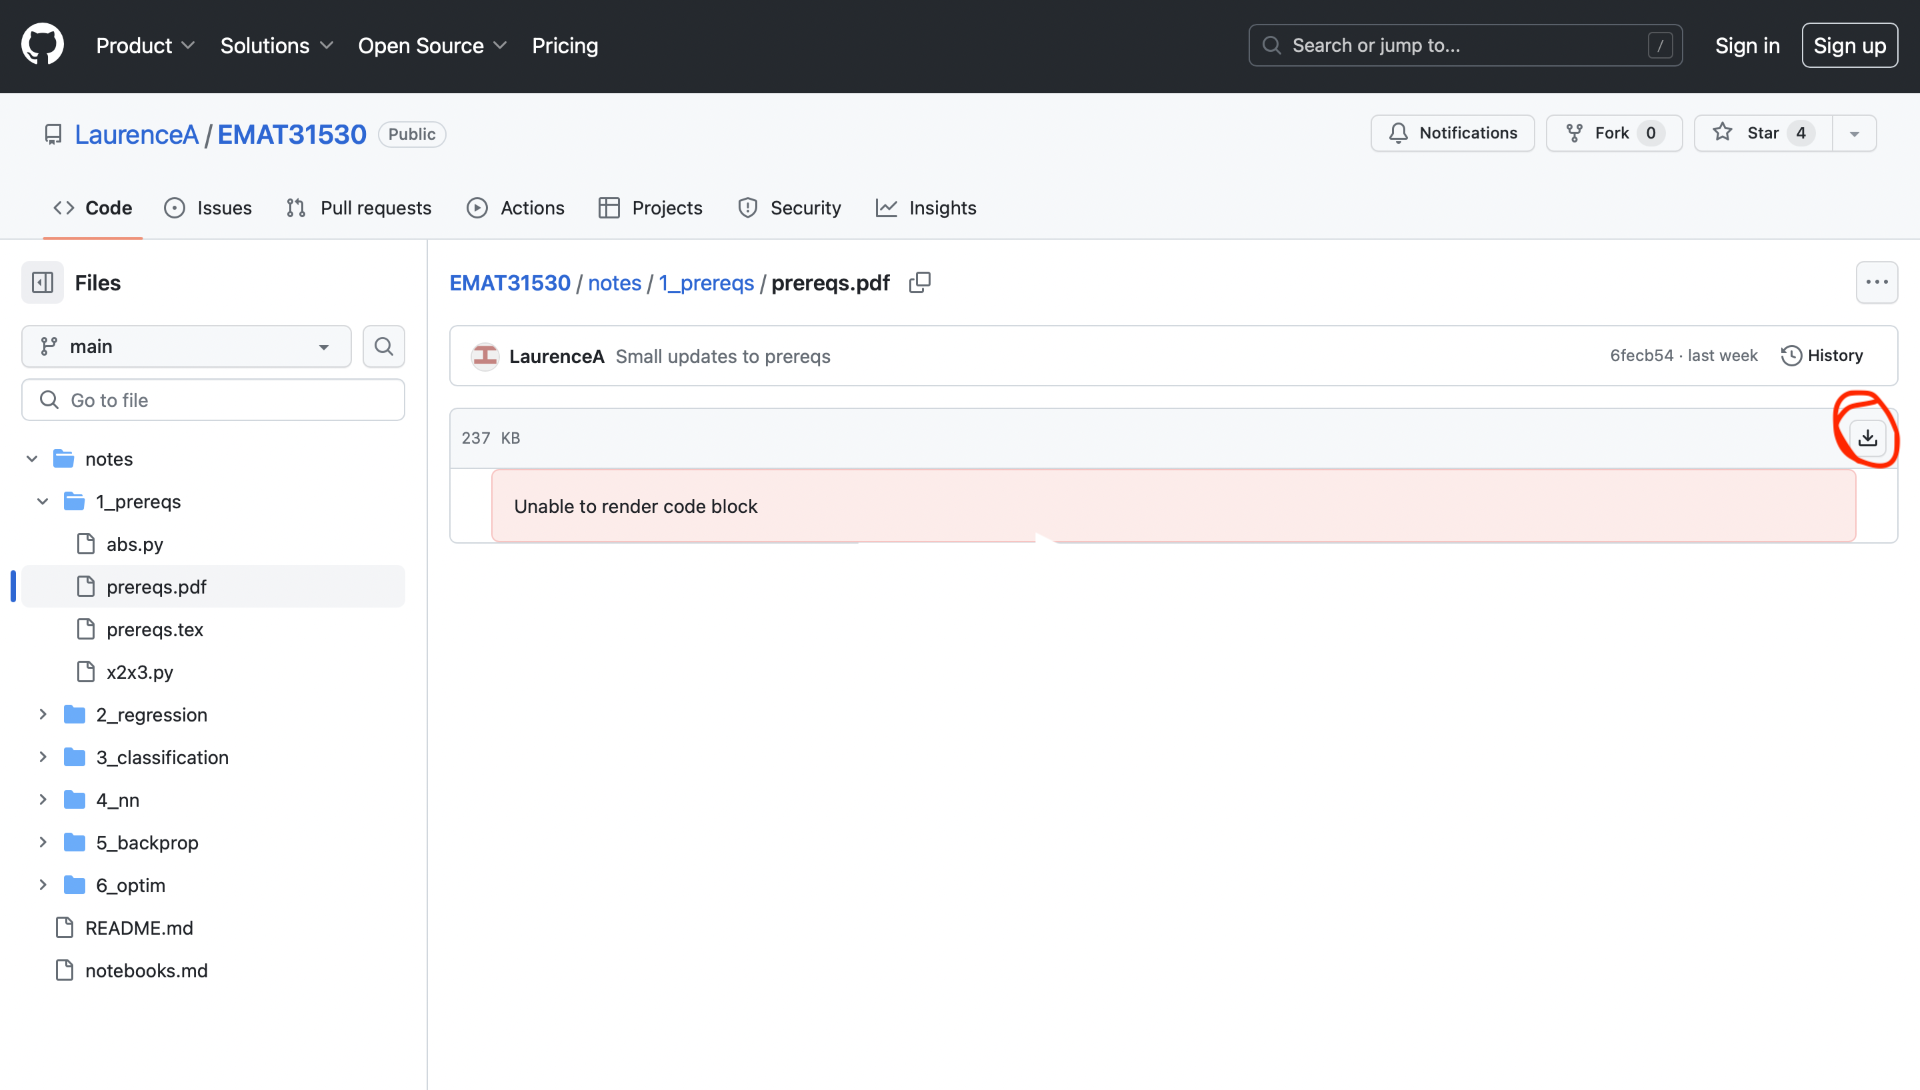 Product Solutions Open Source Pricing Search or jump to... / Sign in Sign up
LaurenceA / EMAT31530 Public Notifications Fork 0 Star 4
Code Issues Pull requests Actions Projects Security Insights
Files
main
Go to file
notes
1_prereqs
abs.py
prereqs.pdf
prereqs.tex
x2x3.py
2_regression
3_classification
4_nn
5_backprop
6_optim
README.md
notebooks.md
EMAT31530 / notes / 1_prereqs / prereqs.pdf
LaurenceA Small updates to prereqs 6fecb54 · last week History
237 KB
Unable to render code block